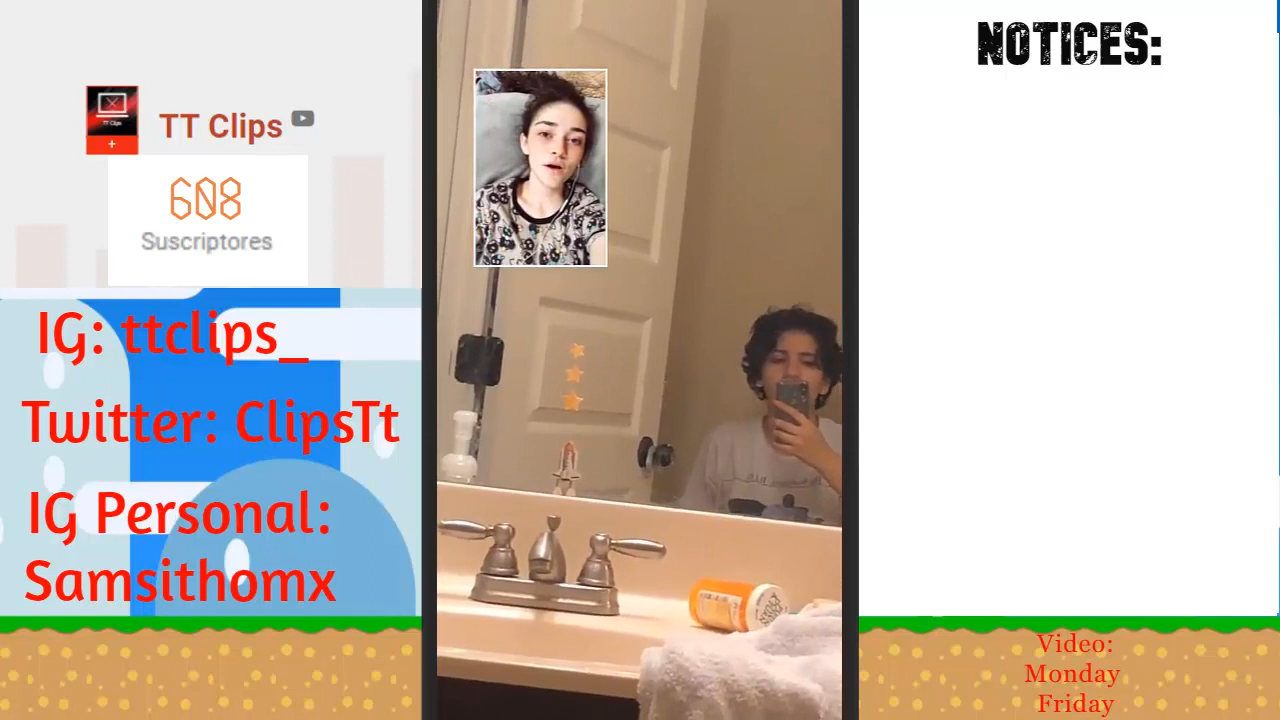 TT Clips
608
Suscriptores
IG: ttclips_
Twitter: ClipsTt
IG Personal:
Samsithomx
NOTICES:
Video:
Monday
Friday